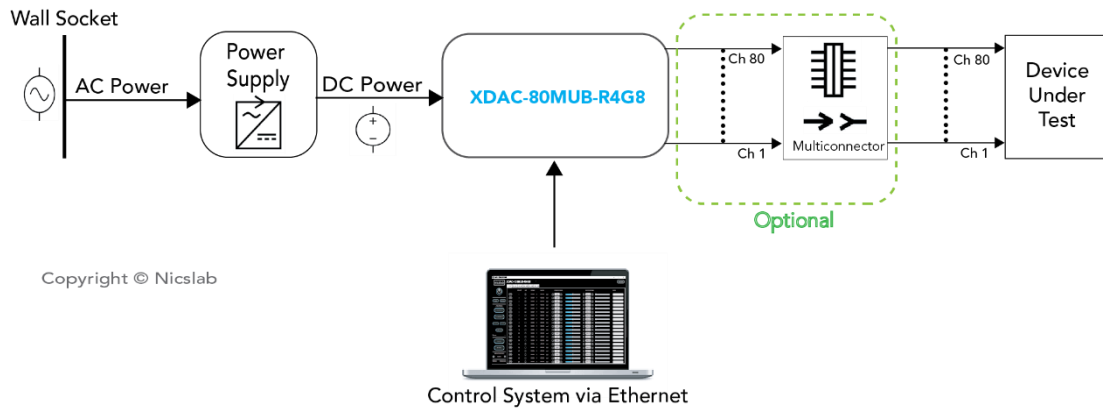 Wall Socket
AC Power
Power
Supply
DC Power
XDAC-80MUB-R4G8
Ch 80
Ch 1
Multiconnector
Optional
Ch 80
Ch 1
Device
Under
Test
Copyright © Nicslab
Control System via Ethernet